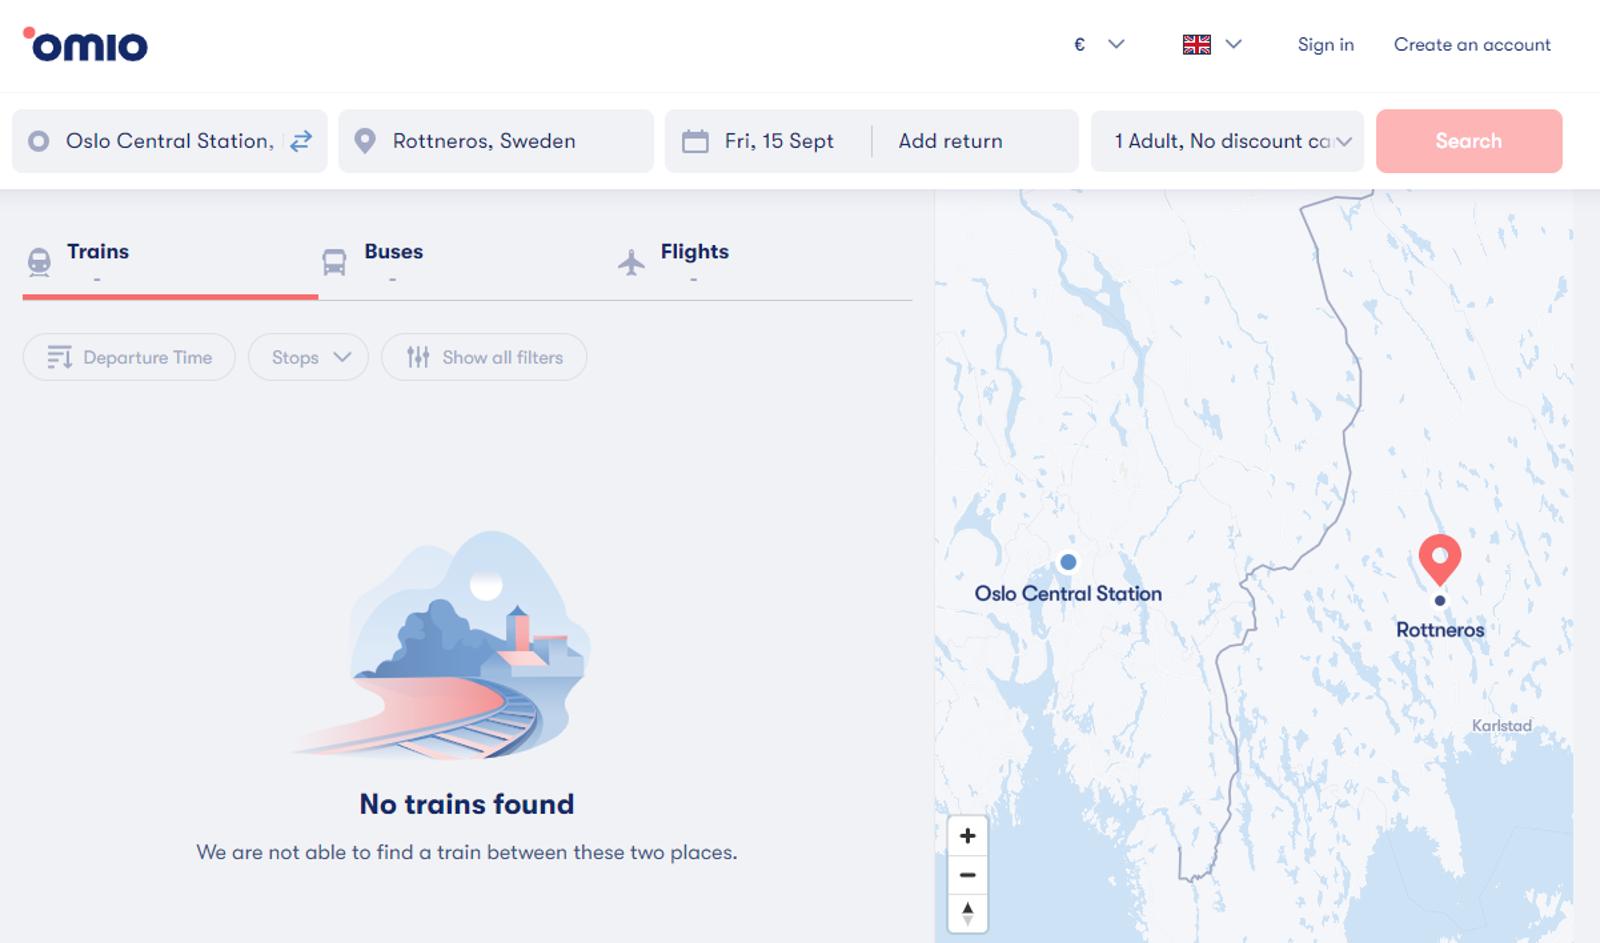 omio
€
Sign in
Create an account
Oslo Central Station,
Rottneros, Sweden
Fri, 15 Sept
Add return
1 Adult, No discount ca
Search
Trains
-
Buses
-
Flights
-
Departure Time
Stops
Show all filters
No trains found
We are not able to find a train between these two places.
Oslo Central Station
Rottneros
Karlstad